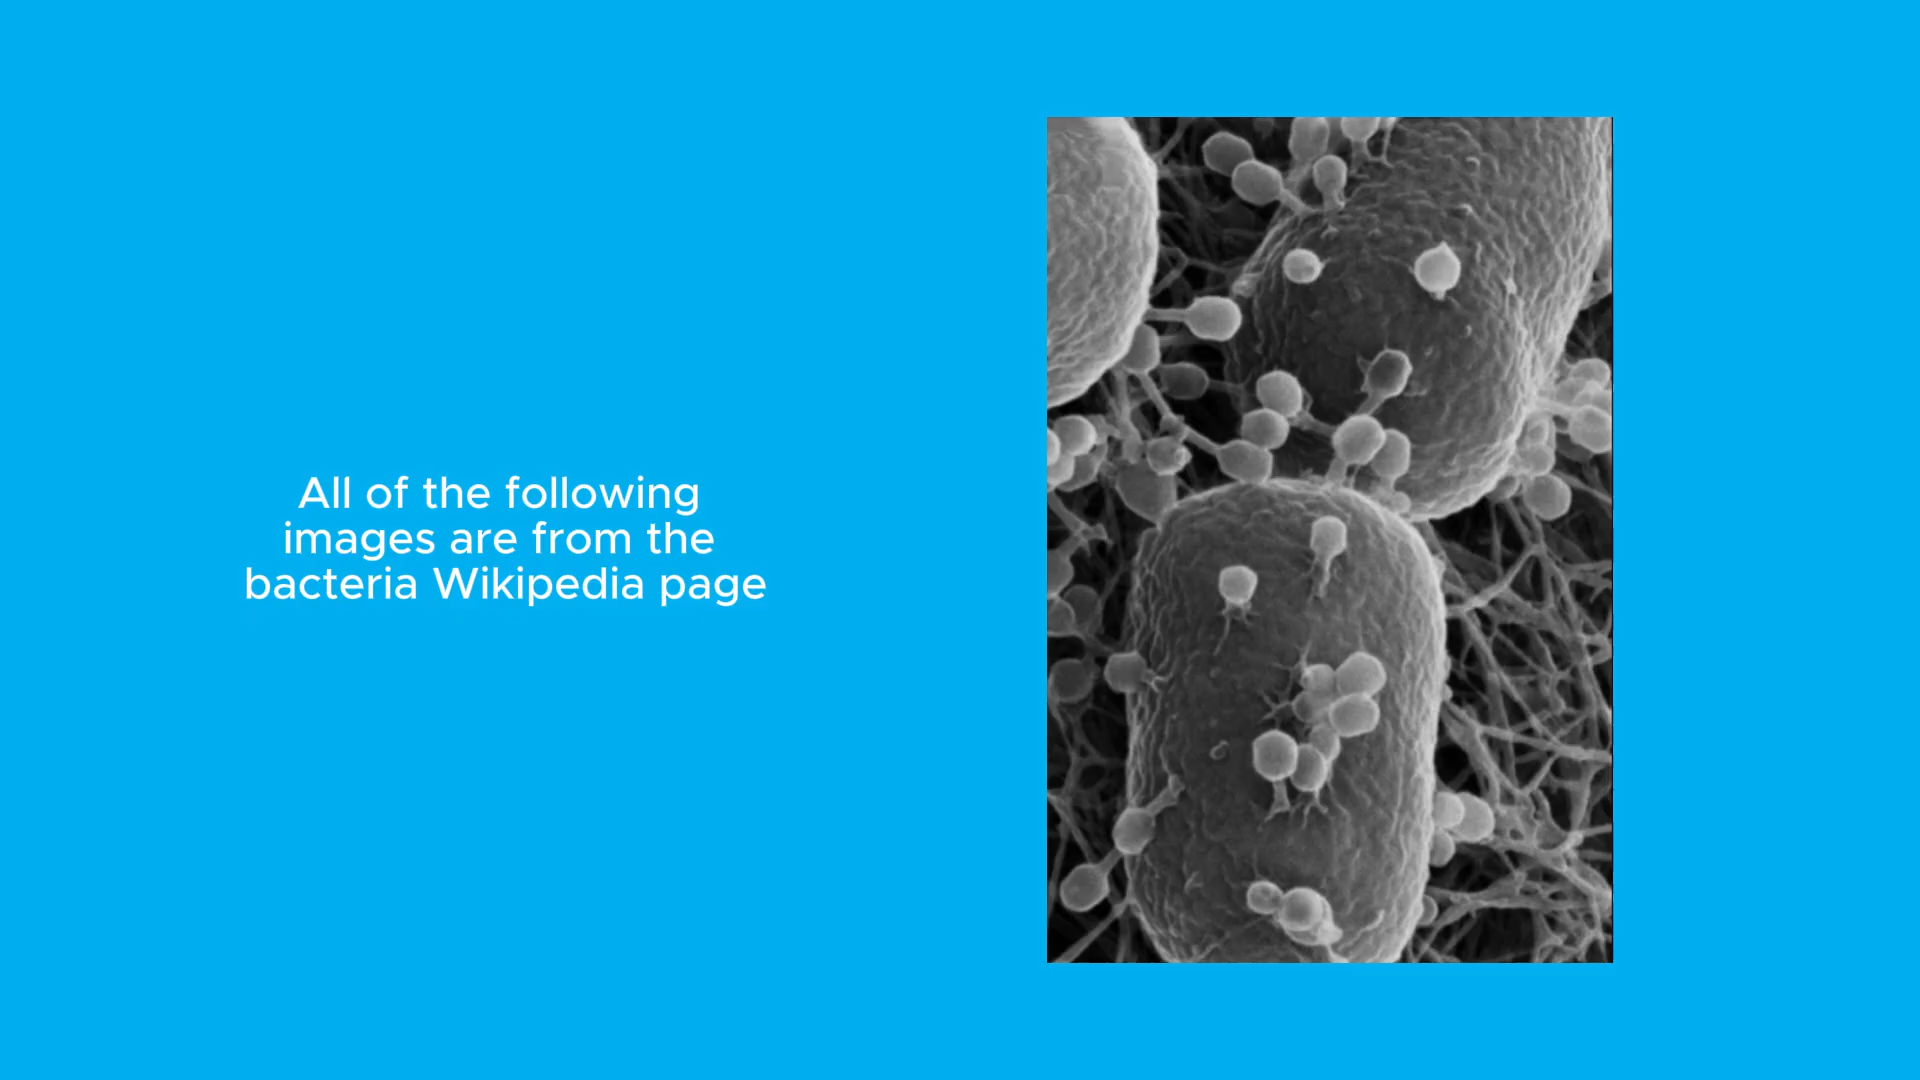 All of the following
images are from the
bacteria Wikipedia page